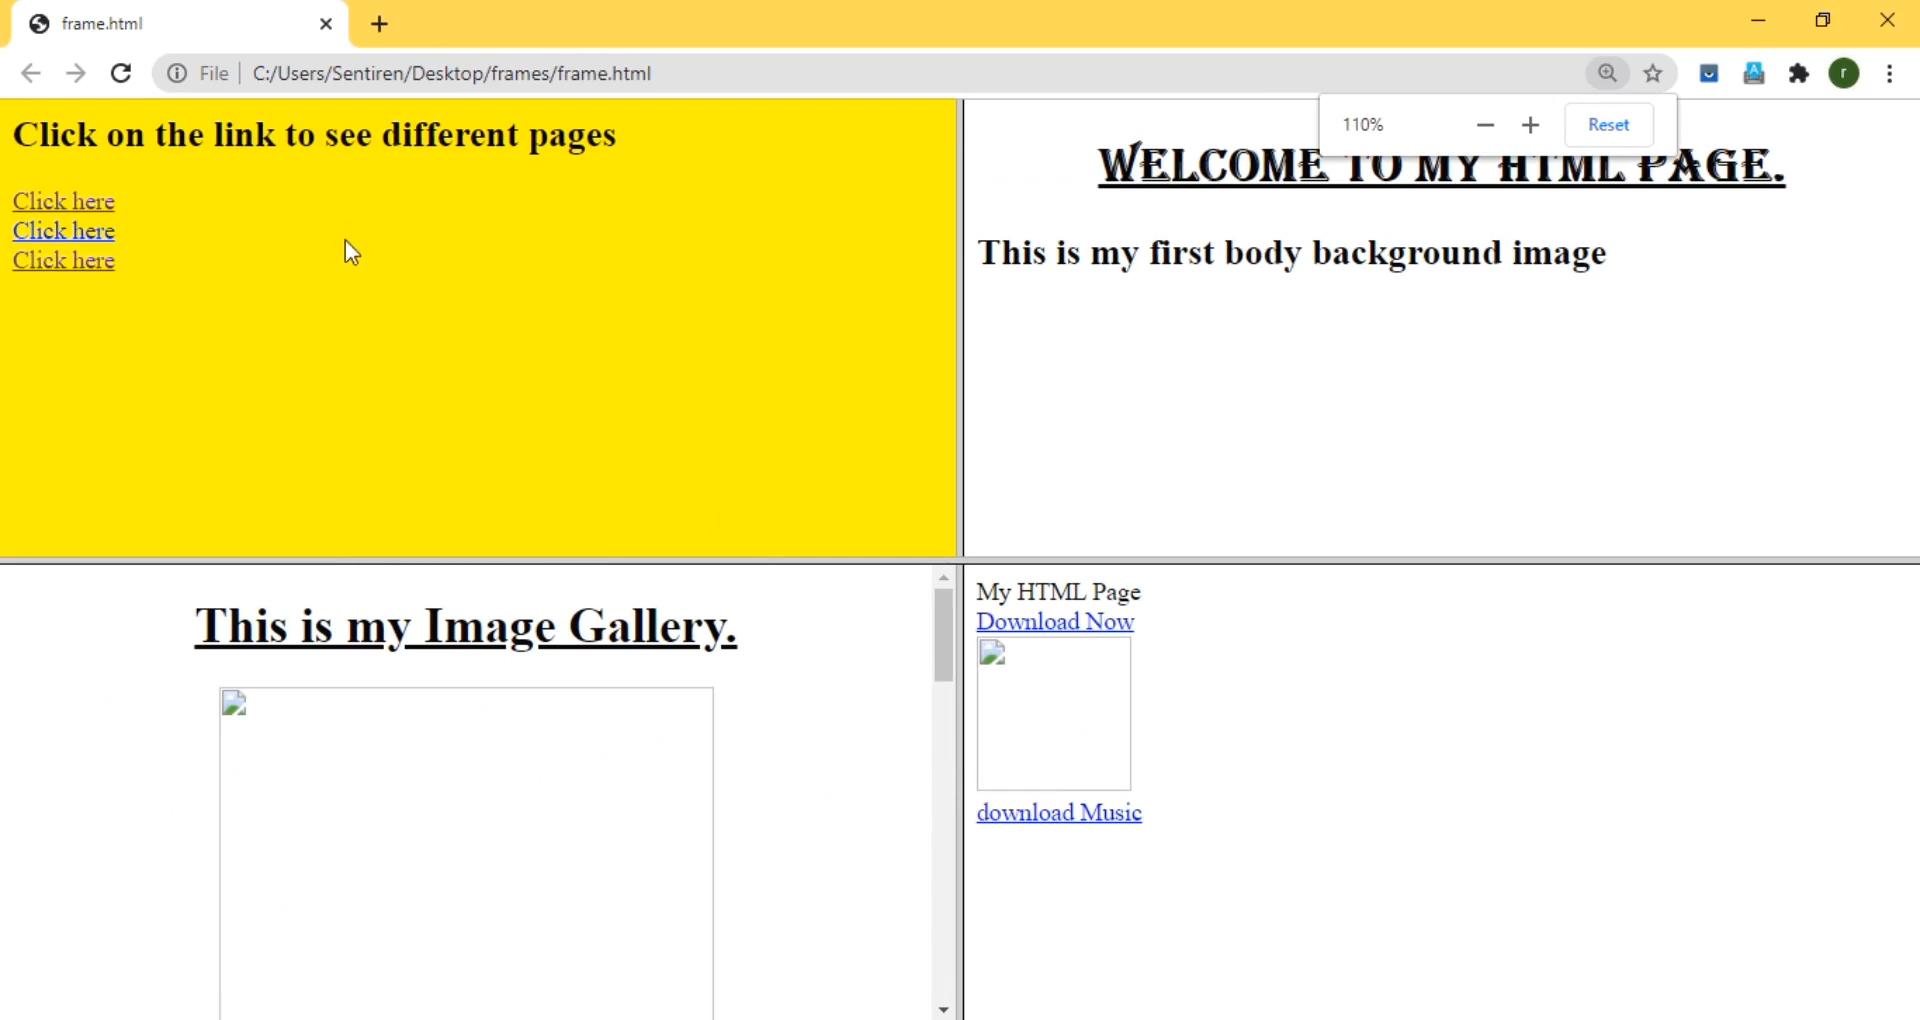 frame.html
File C:/Users/Sentiren/Desktop/frames/frame.html
r
110%
Reset
Click on the link to see different pages
Click here
Click here
Click here
WELCOME TO MY HTML PAGE.
This is my first body background image
This is my Image Gallery.
My HTML Page
Download Now
download Music